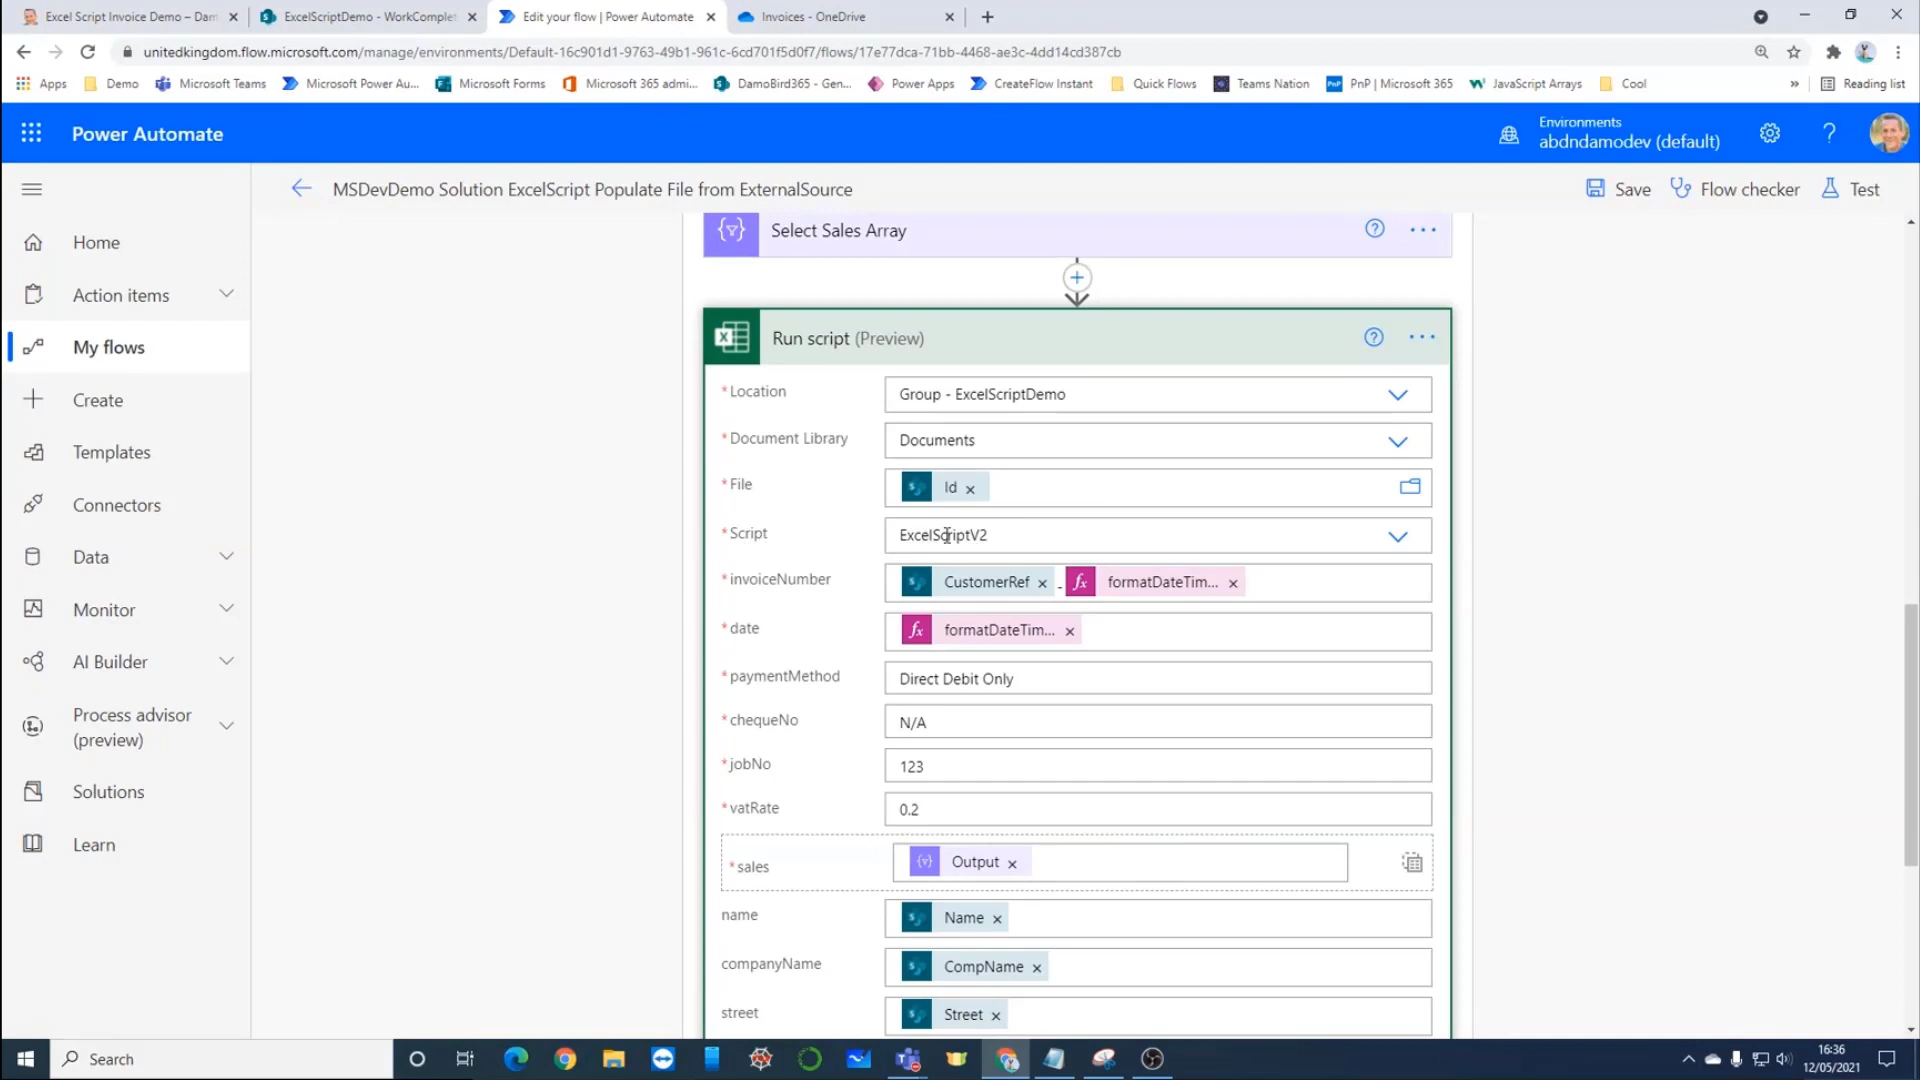 Excel Script Invoice Demo – Dam
ExcelScriptDemo - WorkComplet
Edit your flow | Power Automate
Invoices - OneDrive
unitedkingdom.flow.microsoft.com/manage/environments/Default-16c901d1-9763-49b1-961c-6cd701f5d0f7/flows/17e77dca-71bb-4468-ae3c-4dd14cd387cb
Apps
Demo
Microsoft Teams
Microsoft Power Au...
Microsoft Forms
Microsoft 365 admi...
DamoBird365 - Gen...
Power Apps
CreateFlow Instant
Quick Flows
Teams Nation
PnP | Microsoft 365
JavaScript Arrays
Cool
Reading list
Power Automate
Environments
abdndamodev (default)
MSDevDemo Solution ExcelScript Populate File from ExternalSource
Save
Flow checker
Test
Home
Action items
My flows
Create
Templates
Connectors
Data
Monitor
AI Builder
Process advisor
(preview)
Solutions
Learn
Select Sales Array
Run script (Preview)
* Location
Group - ExcelScriptDemo
* Document Library
Documents
* File
Id
* Script
ExcelScriptV2
* invoiceNumber
CustomerRef - formatDateTim...
* date
formatDateTim...
* paymentMethod
Direct Debit Only
* chequeNo
N/A
* jobNo
123
* vatRate
0.2
* sales
Output
name
Name
companyName
CompName
street
Street
Search
16:36
12/05/2021